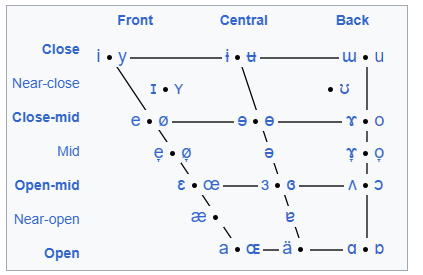 Front Central Back
Close i • y ɨ • ʉ ɯ • u
Near-close ɪ • ʏ • ʊ
Close-mid e • ø ɘ • ɵ ɤ • o
Mid e̞ • ø̞ ə ɤ̞ • o̞
Open-mid ɛ • œ ɜ • ɞ ʌ • ɔ
Near-open æ • ɐ
Open a • ɶ ä • ɑ • ɒ